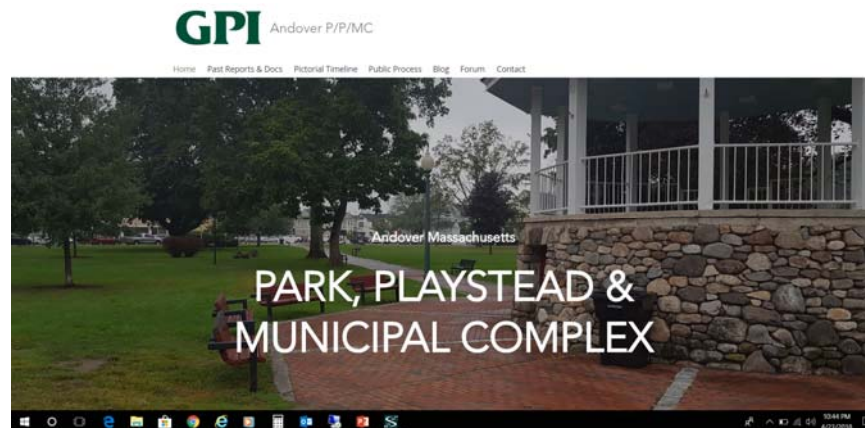 GPI Andover P/P/MC
Home Past Reports & Docs Pictorial Timeline Public Process Blog Forum Contact
Andover Massachusetts
PARK, PLAYSTEAD &
MUNICIPAL COMPLEX
10:44 PM